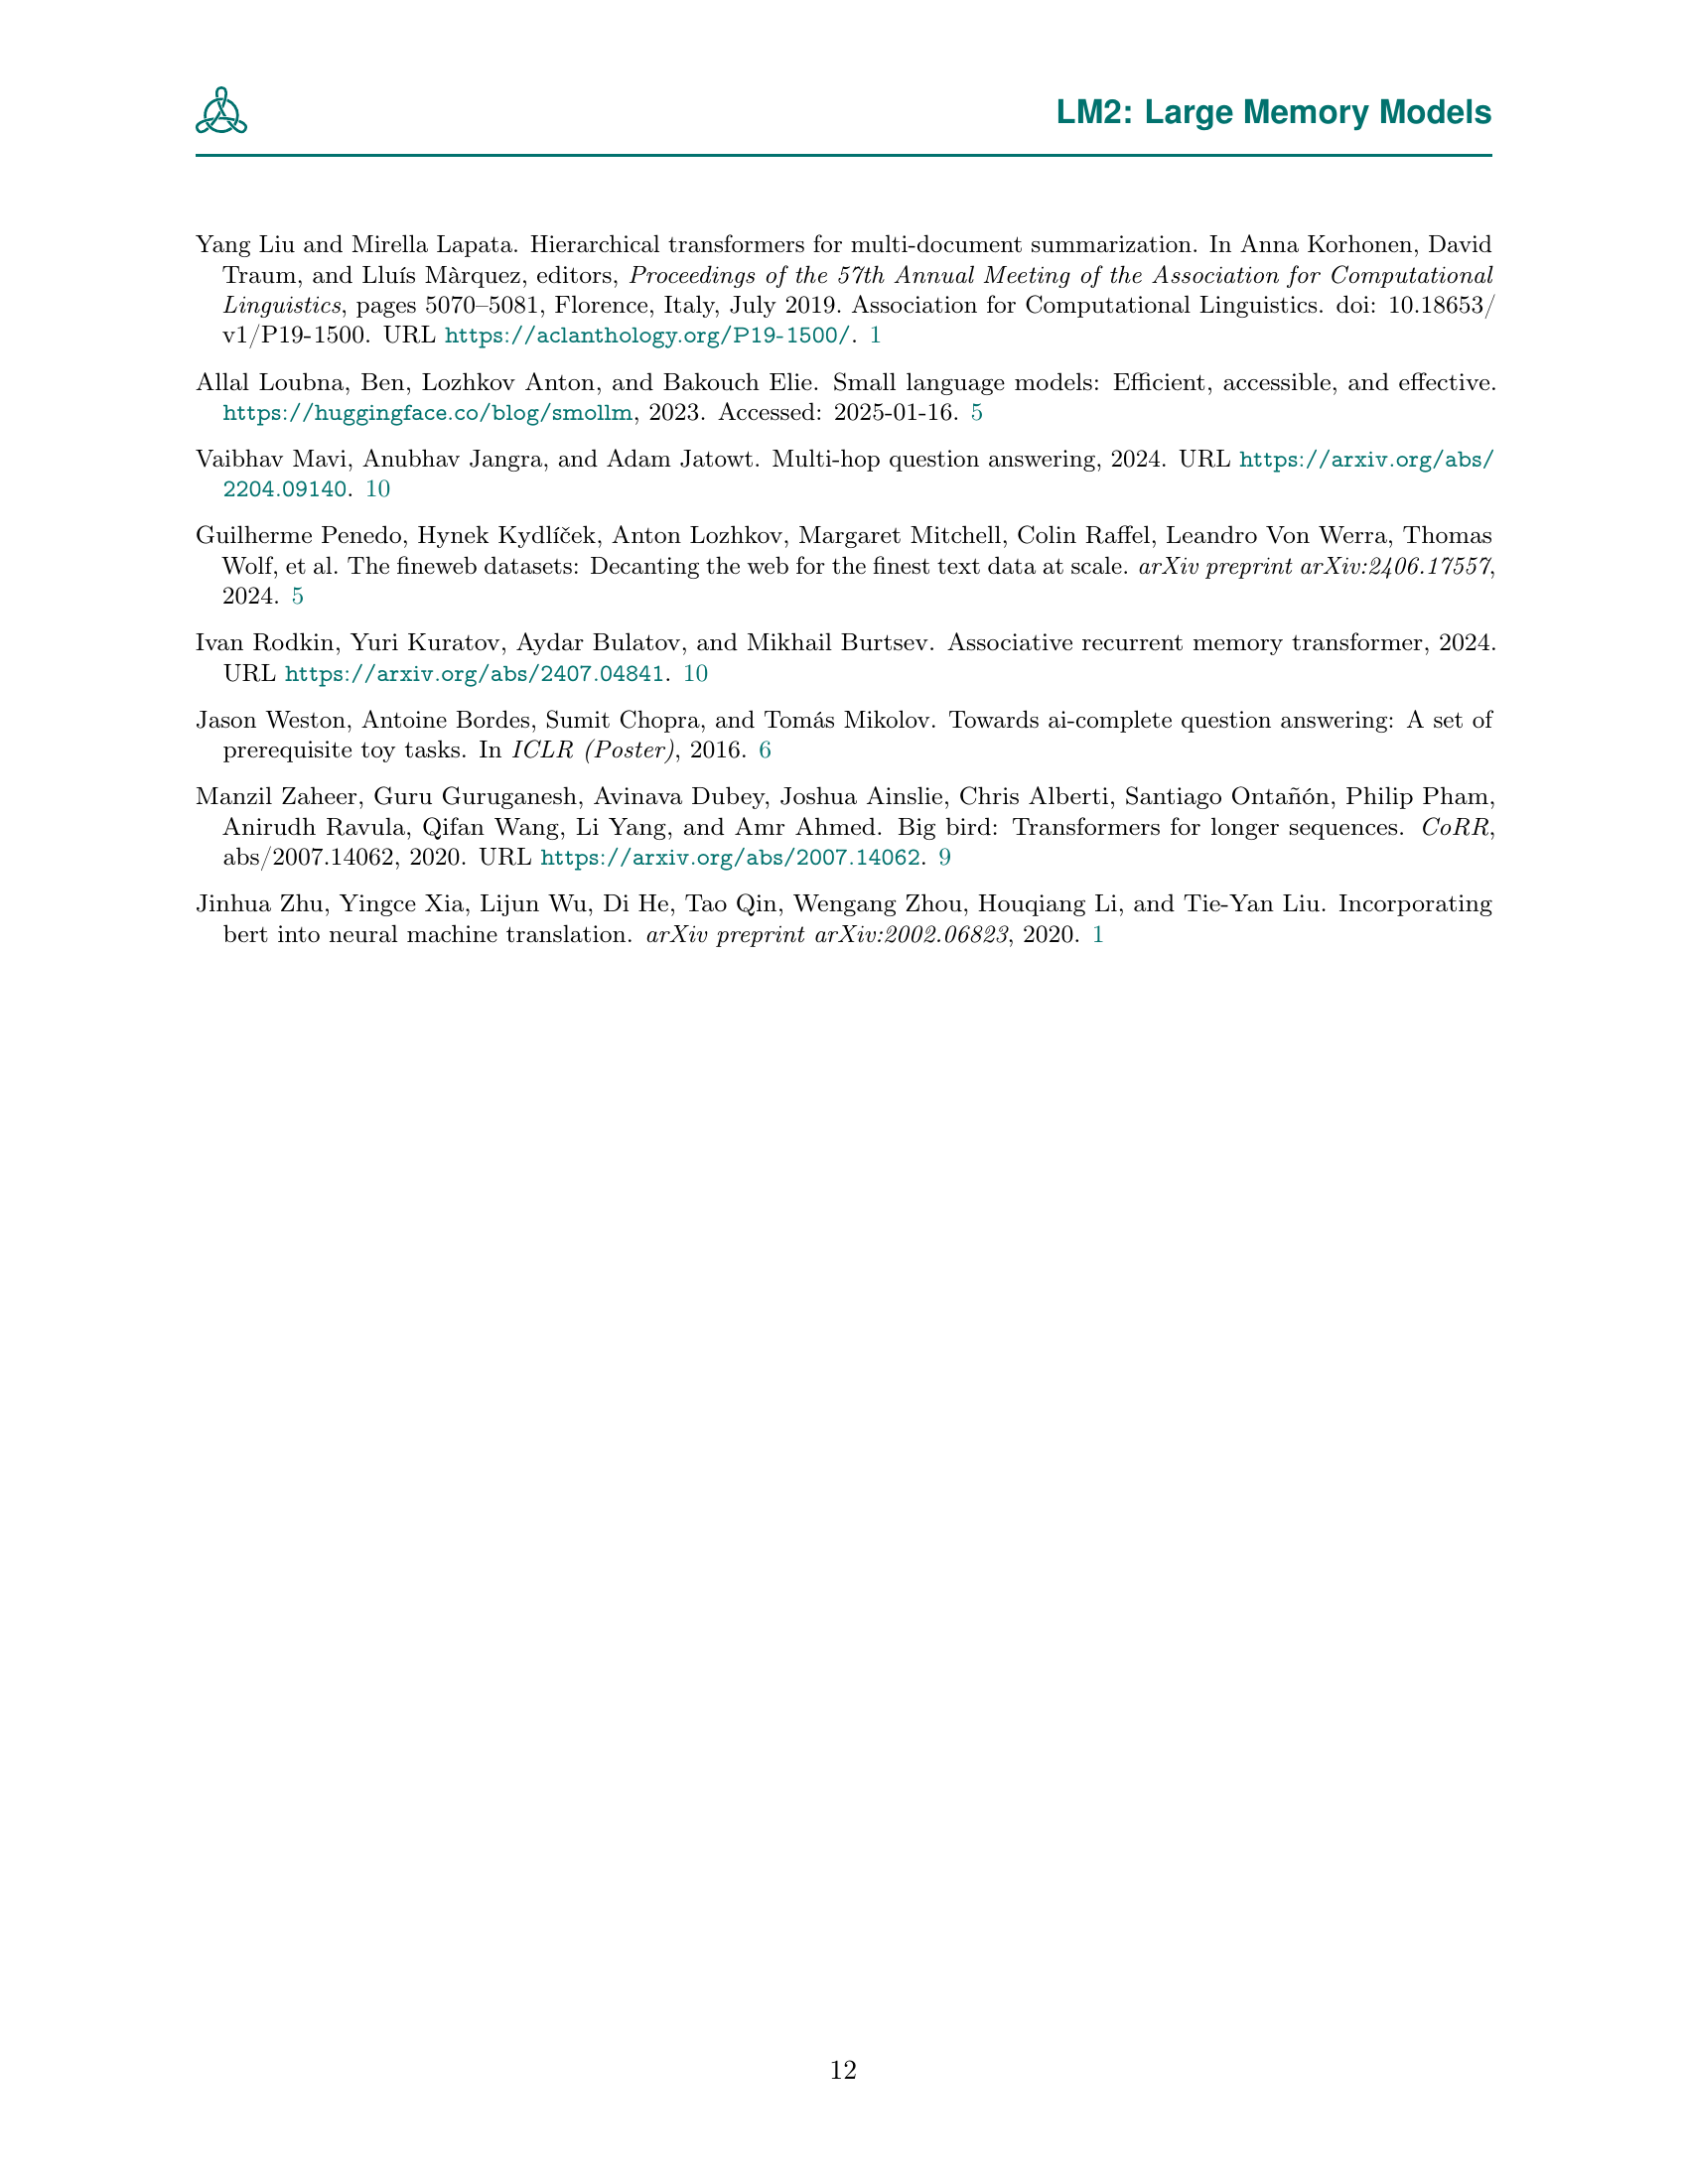 LM2: Large Memory Models
Yang Liu and Mirella Lapata. Hierarchical transformers for multi-document summarization. In Anna Korhonen, David
Traum, and Lluís Màrquez, editors, Proceedings of the 57th Annual Meeting of the Association for Computational
Linguistics, pages 5070–5081, Florence, Italy, July 2019. Association for Computational Linguistics. doi: 10.18653/
v1/P19-1500. URL https://aclanthology.org/P19-1500/. 1
Allal Loubna, Ben, Lozhkov Anton, and Bakouch Elie. Small language models: Efficient, accessible, and effective.
https://huggingface.co/blog/smollm, 2023. Accessed: 2025-01-16. 5
Vaibhav Mavi, Anubhav Jangra, and Adam Jatowt. Multi-hop question answering, 2024. URL https://arxiv.org/abs/
2204.09140. 10
Guilherme Penedo, Hynek Kydlíček, Anton Lozhkov, Margaret Mitchell, Colin Raffel, Leandro Von Werra, Thomas
Wolf, et al. The fineweb datasets: Decanting the web for the finest text data at scale. arXiv preprint arXiv:2406.17557,
2024. 5
Ivan Rodkin, Yuri Kuratov, Aydar Bulatov, and Mikhail Burtsev. Associative recurrent memory transformer, 2024.
URL https://arxiv.org/abs/2407.04841. 10
Jason Weston, Antoine Bordes, Sumit Chopra, and Tomás Mikolov. Towards ai-complete question answering: A set of
prerequisite toy tasks. In ICLR (Poster), 2016. 6
Manzil Zaheer, Guru Guruganesh, Avinava Dubey, Joshua Ainslie, Chris Alberti, Santiago Ontañón, Philip Pham,
Anirudh Ravula, Qifan Wang, Li Yang, and Amr Ahmed. Big bird: Transformers for longer sequences. CoRR,
abs/2007.14062, 2020. URL https://arxiv.org/abs/2007.14062. 9
Jinhua Zhu, Yingce Xia, Lijun Wu, Di He, Tao Qin, Wengang Zhou, Houqiang Li, and Tie-Yan Liu. Incorporating
bert into neural machine translation. arXiv preprint arXiv:2002.06823, 2020. 1
12